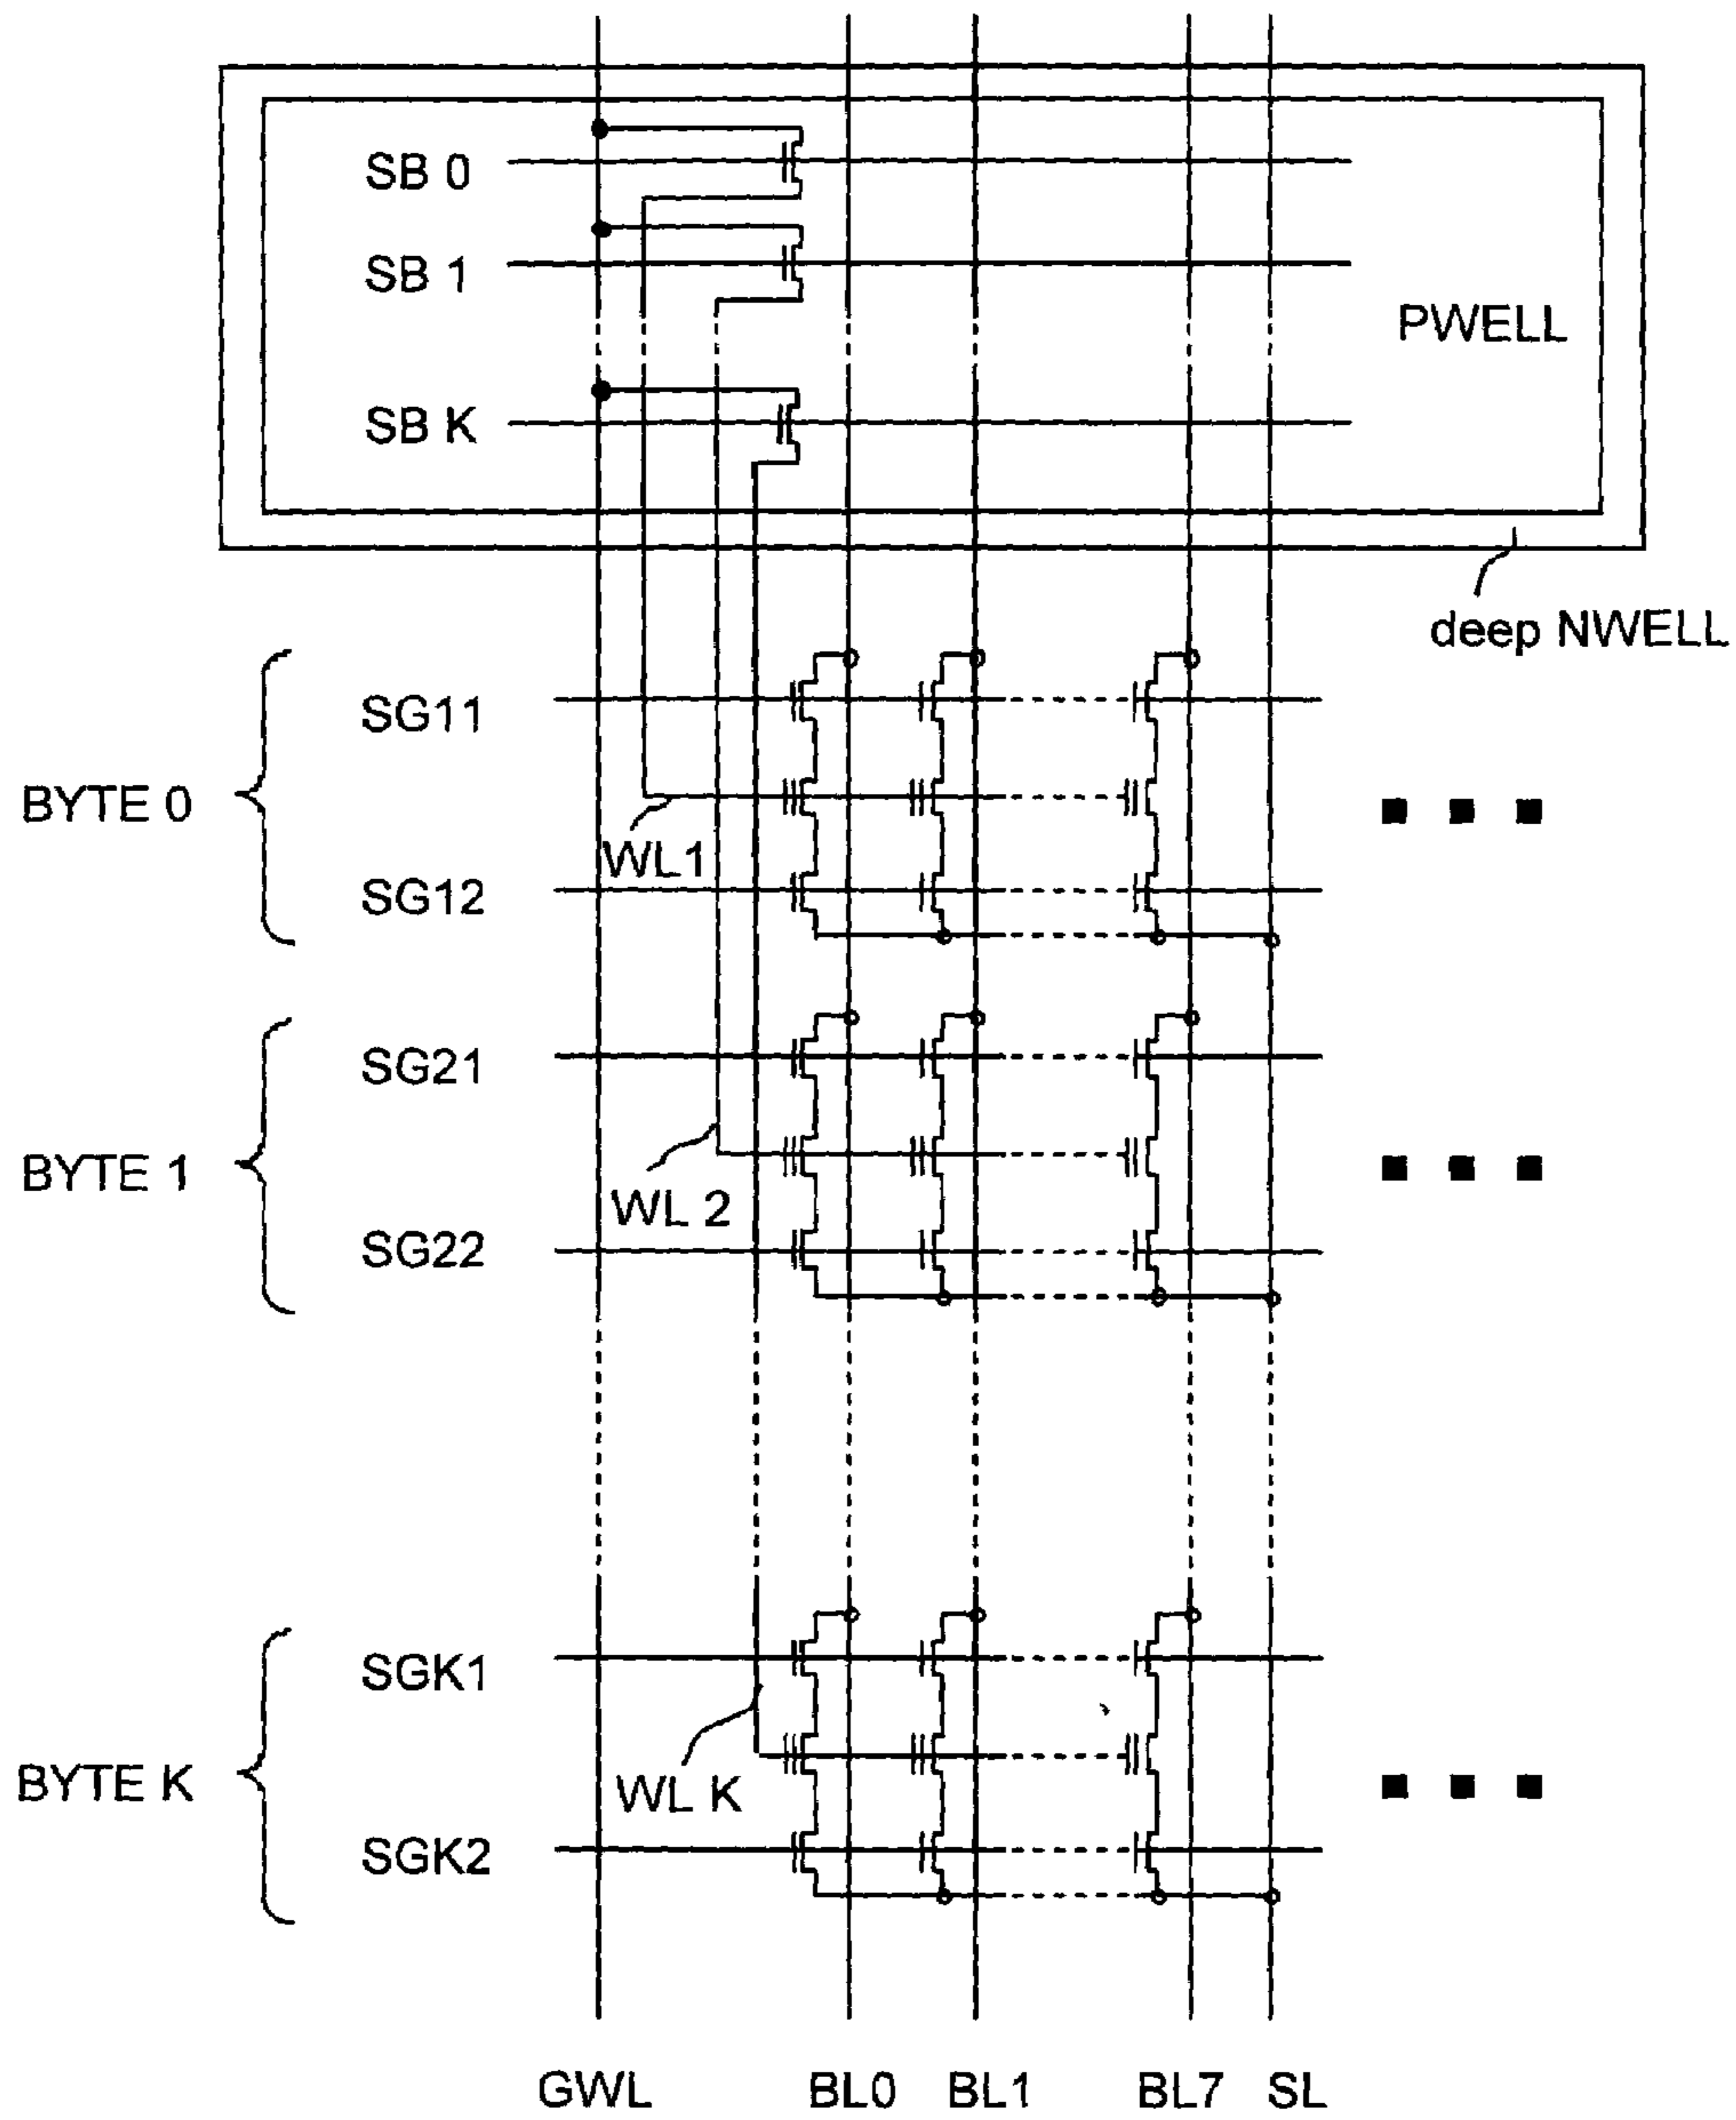 SB 0
SB 1
PWELL
SB K
deep NWELL
SG11
BYTE 0
WL1
SG12
SG21
BYTE 1
WL 2
SG22
SGK1
BYTE K
WL K
SGK2
GWL BL0 BL1 BL7 SL